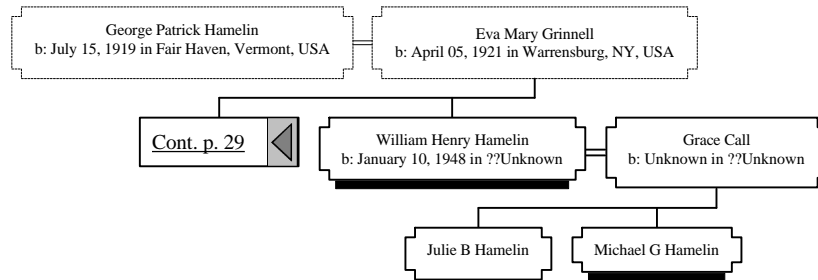 George Patrick Hamelin
b: July 15, 1919 in Fair Haven, Vermont, USA
Eva Mary Grinnell
b: April 05, 1921 in Warrensburg, NY, USA
Cont. p. 29
William Henry Hamelin
b: January 10, 1948 in ??Unknown
Grace Call
b: Unknown in ??Unknown
Julie B Hamelin
Michael G Hamelin